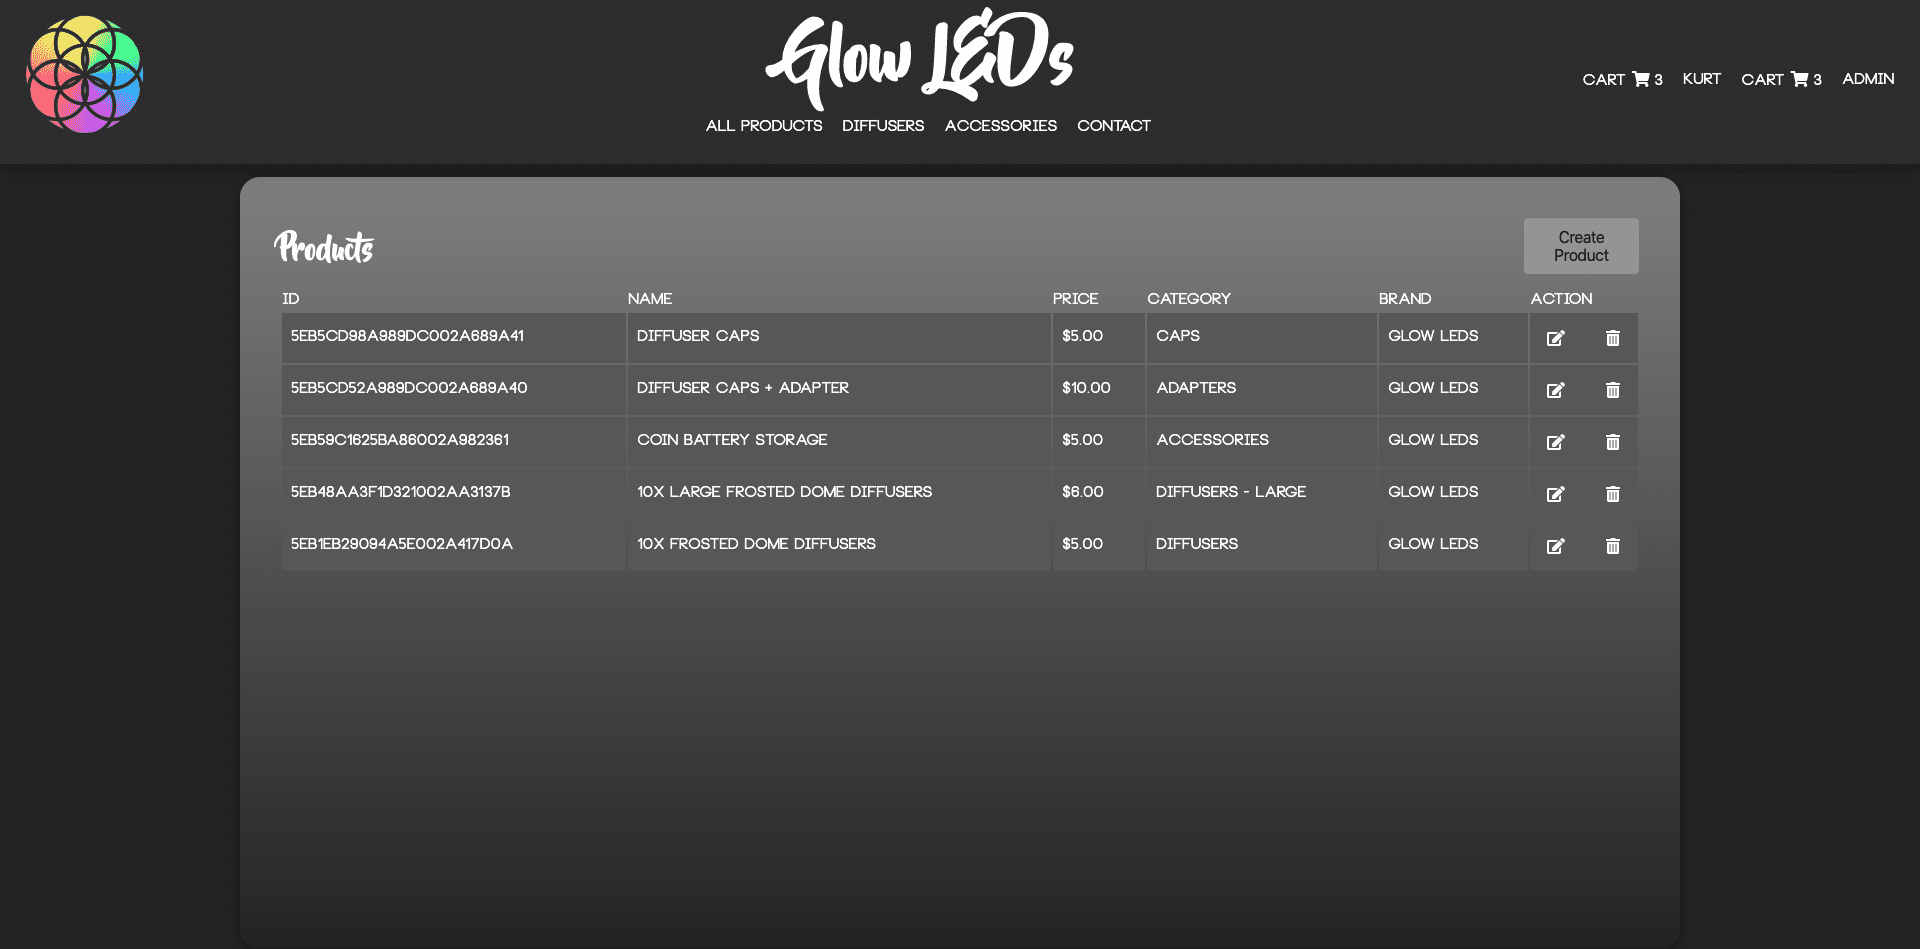 Glow LEDs
CART 3 KURT CART 3 ADMIN
ALL PRODUCTS DIFFUSERS ACCESSORIES CONTACT
Products
Create
Product
ID NAME PRICE CATEGORY BRAND ACTION
5EB5CD98A989DC002A689A41 DIFFUSER CAPS $5.00 CAPS GLOW LEDS
5EB5CD52A989DC002A689A40 DIFFUSER CAPS + ADAPTER $10.00 ADAPTERS GLOW LEDS
5EB59C1625BA86002A982361 COIN BATTERY STORAGE $5.00 ACCESSORIES GLOW LEDS
5EB48AA3F1D321002AA3137B 10X LARGE FROSTED DOME DIFFUSERS $6.00 DIFFUSERS - LARGE GLOW LEDS
5EB1EB29094A5E002A417D0A 10X FROSTED DOME DIFFUSERS $5.00 DIFFUSERS GLOW LEDS